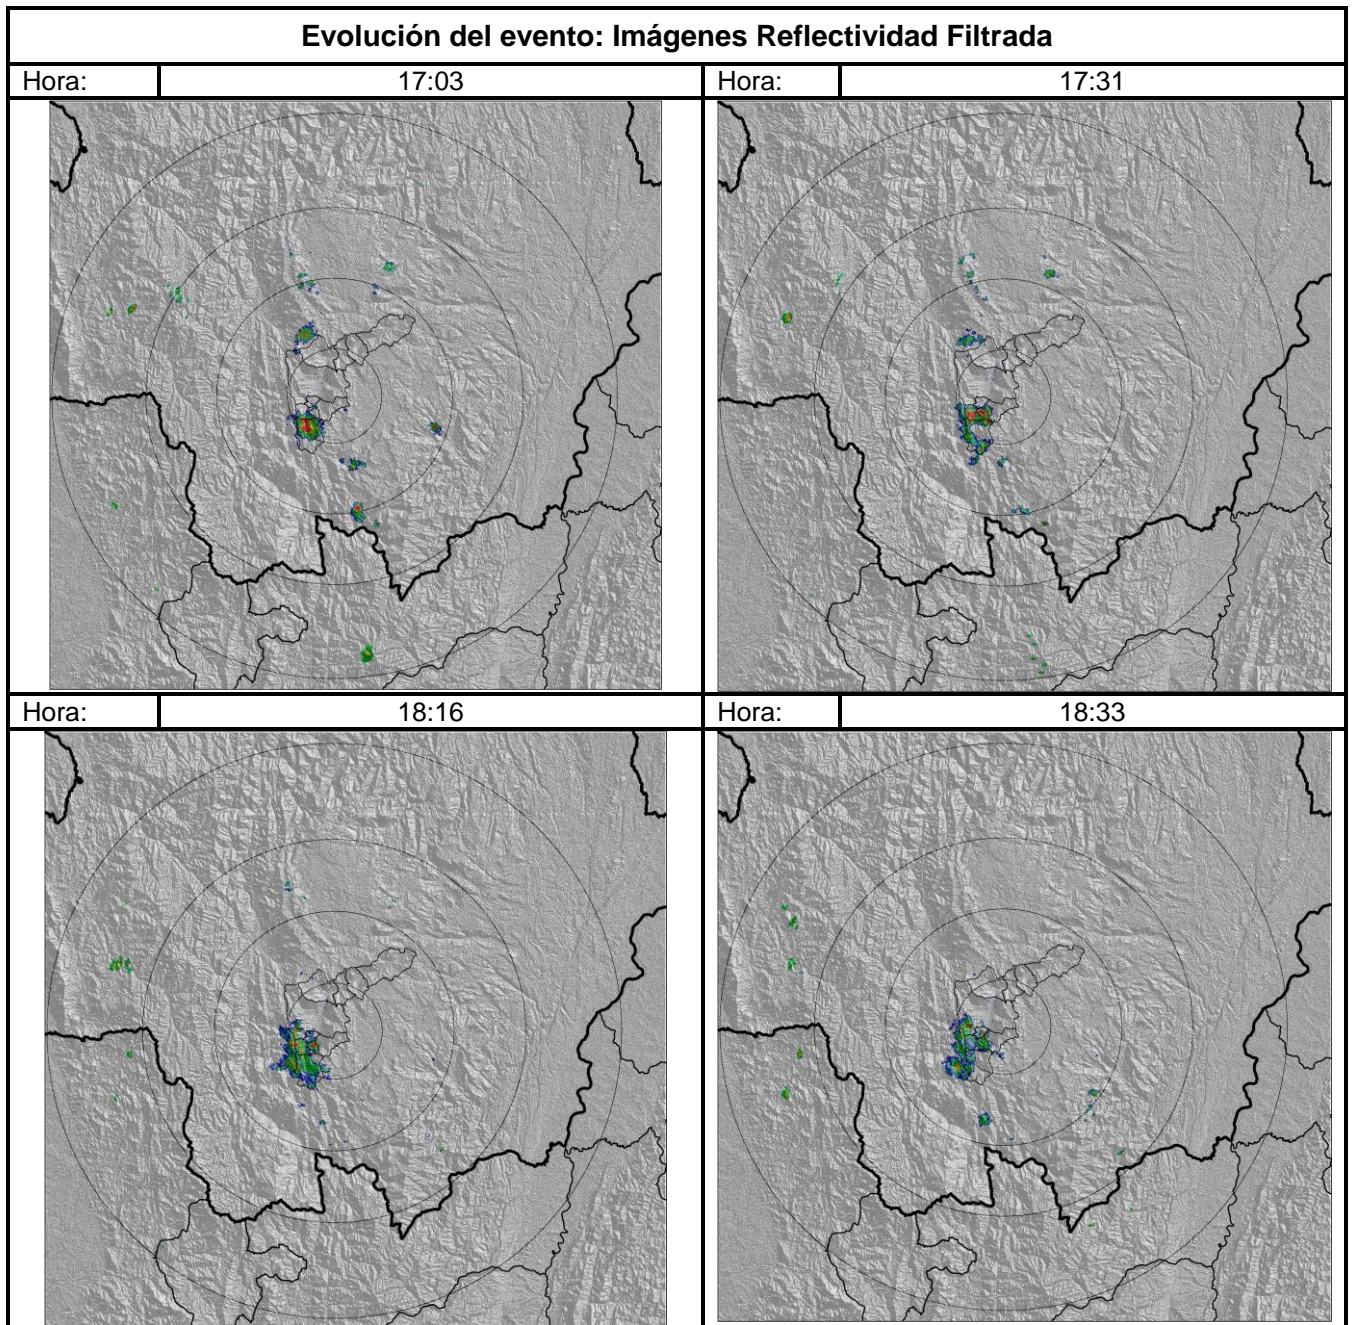 Evolución del evento: Imágenes Reflectividad Filtrada
Hora: 17:03 Hora: 17:31
Hora: 18:16 Hora: 18:33